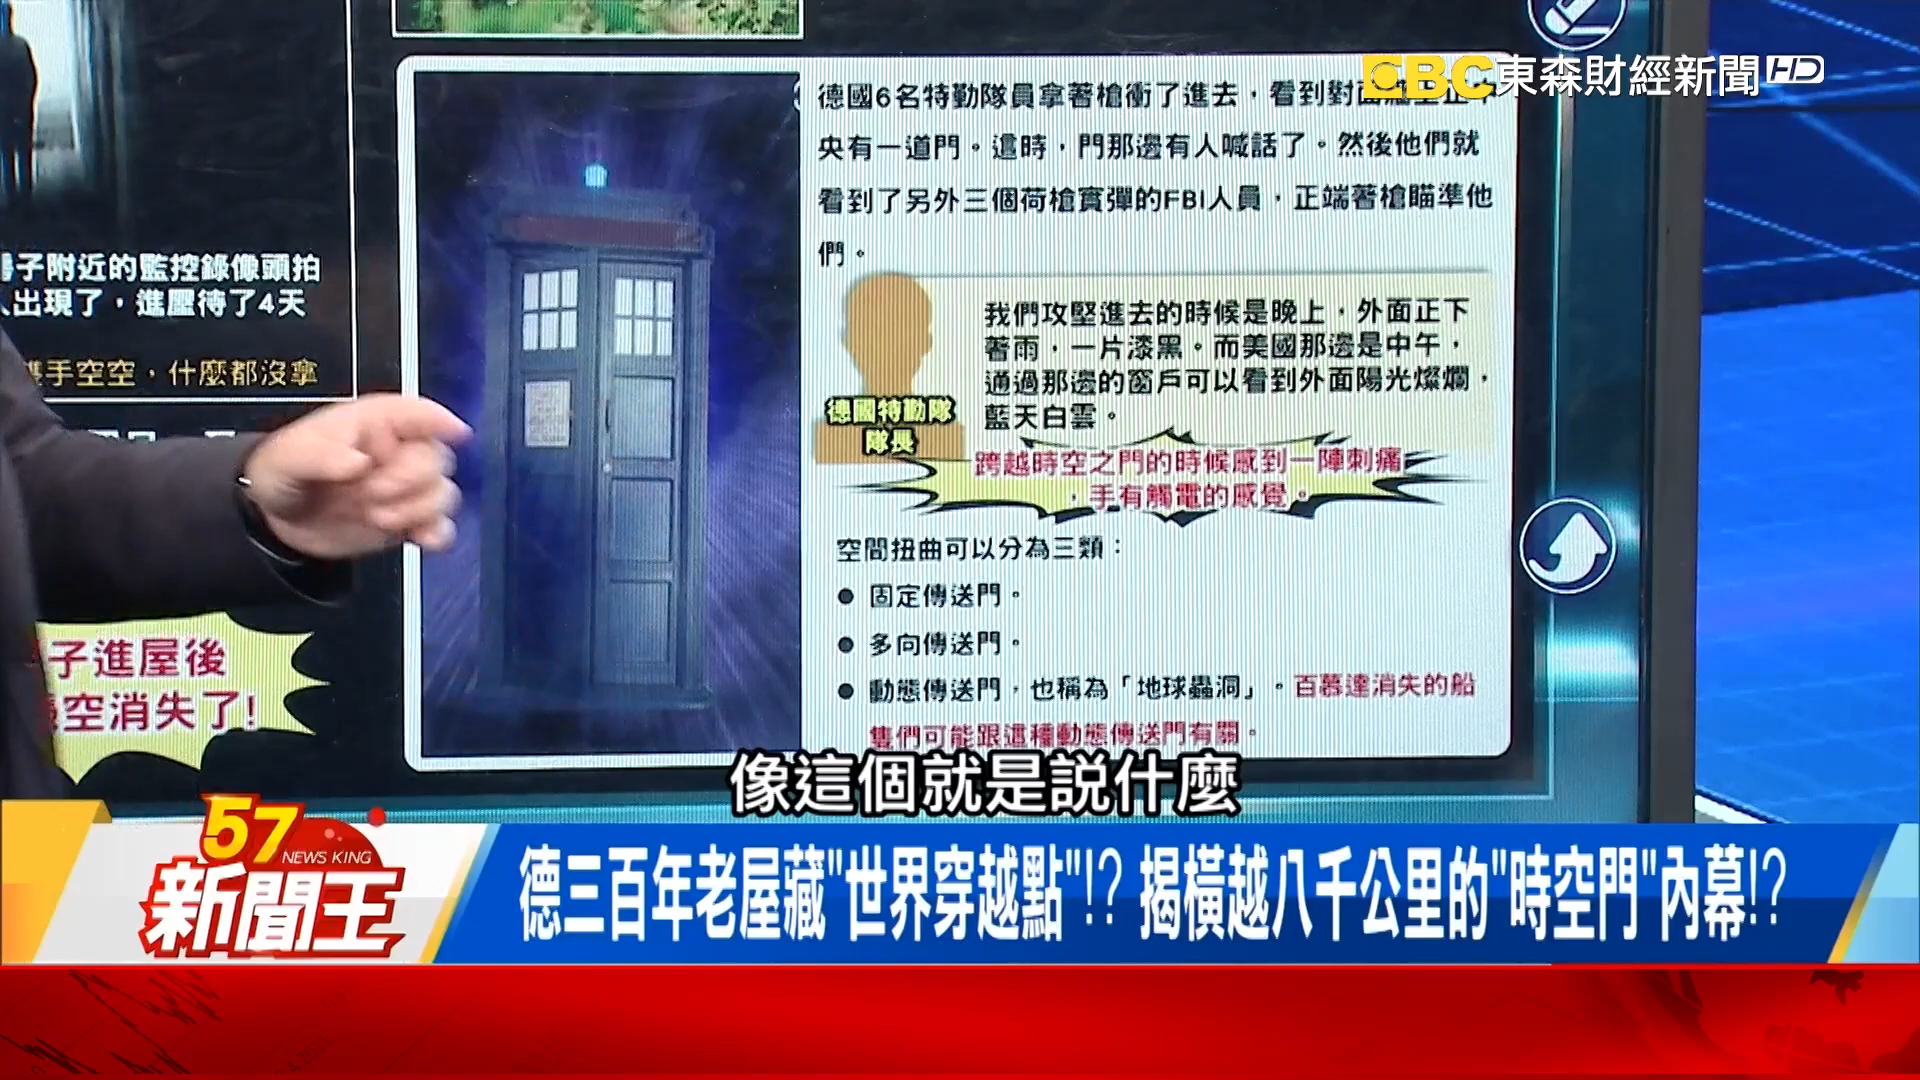 EBC 東森財經新聞 HD
德國6名特勤隊員拿著槍衝了進去，看到對面
央有一道門。這時，門那邊有人喊話了。然後他們就
看到了另外三個荷槍實彈的FBI人員，正端著槍瞄準他
們。
子附近的監控錄像頭拍
人出現了，進屋待了4天
雙手空空，什麼都沒拿
我們攻堅進去的時候是晚上，外面正下
著雨，一片漆黑。而美國那邊是中午，
通過那邊的窗戶可以看到外面陽光燦爛，
藍天白雲。
德國特勤隊
隊長
跨越時空之門的時候感到一陣刺痛
，手有觸電的感覺。
空間扭曲可以分為三類：
● 固定傳送門。
● 多向傳送門。
● 動態傳送門，也稱為「地球蟲洞」。百慕達消失的船
隻們可能跟這種動態傳送門有關。
子進屋後
空消失了!
像這個就是說什麼
57
NEWS KING
新聞王
德三百年老屋藏"世界穿越點"!? 揭橫越八千公里的"時空門"內幕!?